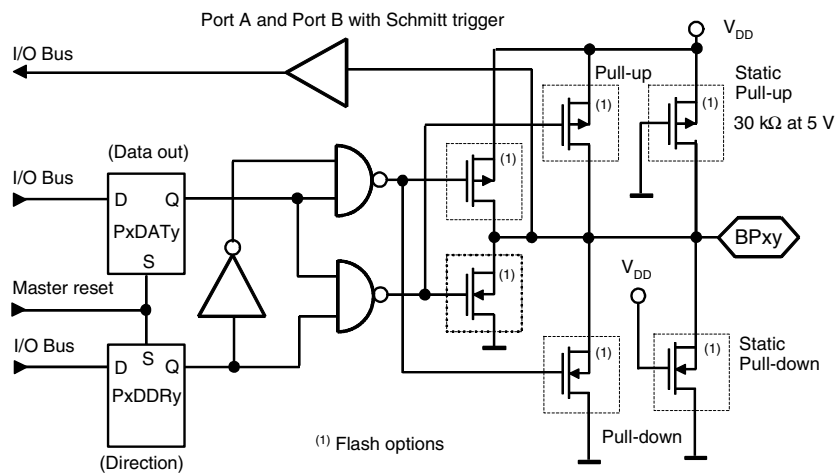 Port A and Port B with Schmitt trigger
I/O Bus
V_DD
Pull-up
(1)
Static
Pull-up
(1)
30 kΩ at 5 V
(Data out)
(1)
I/O Bus
D
Q
PxDATy
S
BPxy
(1)
V_DD
Master reset
I/O Bus
S
D
Q
PxDDRy
(1)
(1)
Static
Pull-down
(1) Flash options
Pull-down
(Direction)